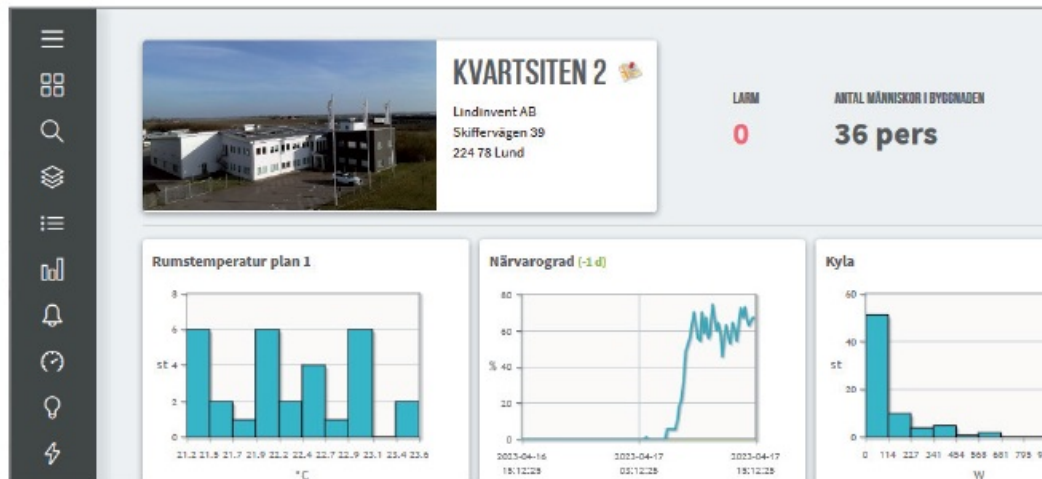 KVARTSITEN 2
Lindinvent AB
Skiffervägen 39
224 78 Lund
LARM
0
ANTAL MÄNNISKOR I BYGGNADEN
36 pers
Rumstemperatur plan 1
8
6
st 4
2
0
21.2 21.5 21.7 21.9 22.2 22.4 22.7 22.9 23.1 23.4 23.6
°C
Närvarograd (-1 d)
80
60
% 40
20
0
2023-04-16
15:12:25
2023-04-17
03:12:25
2023-04-17
15:12:25
Kyla
60
40
st
20
0
0 114 227 341 454 568 681 795
W